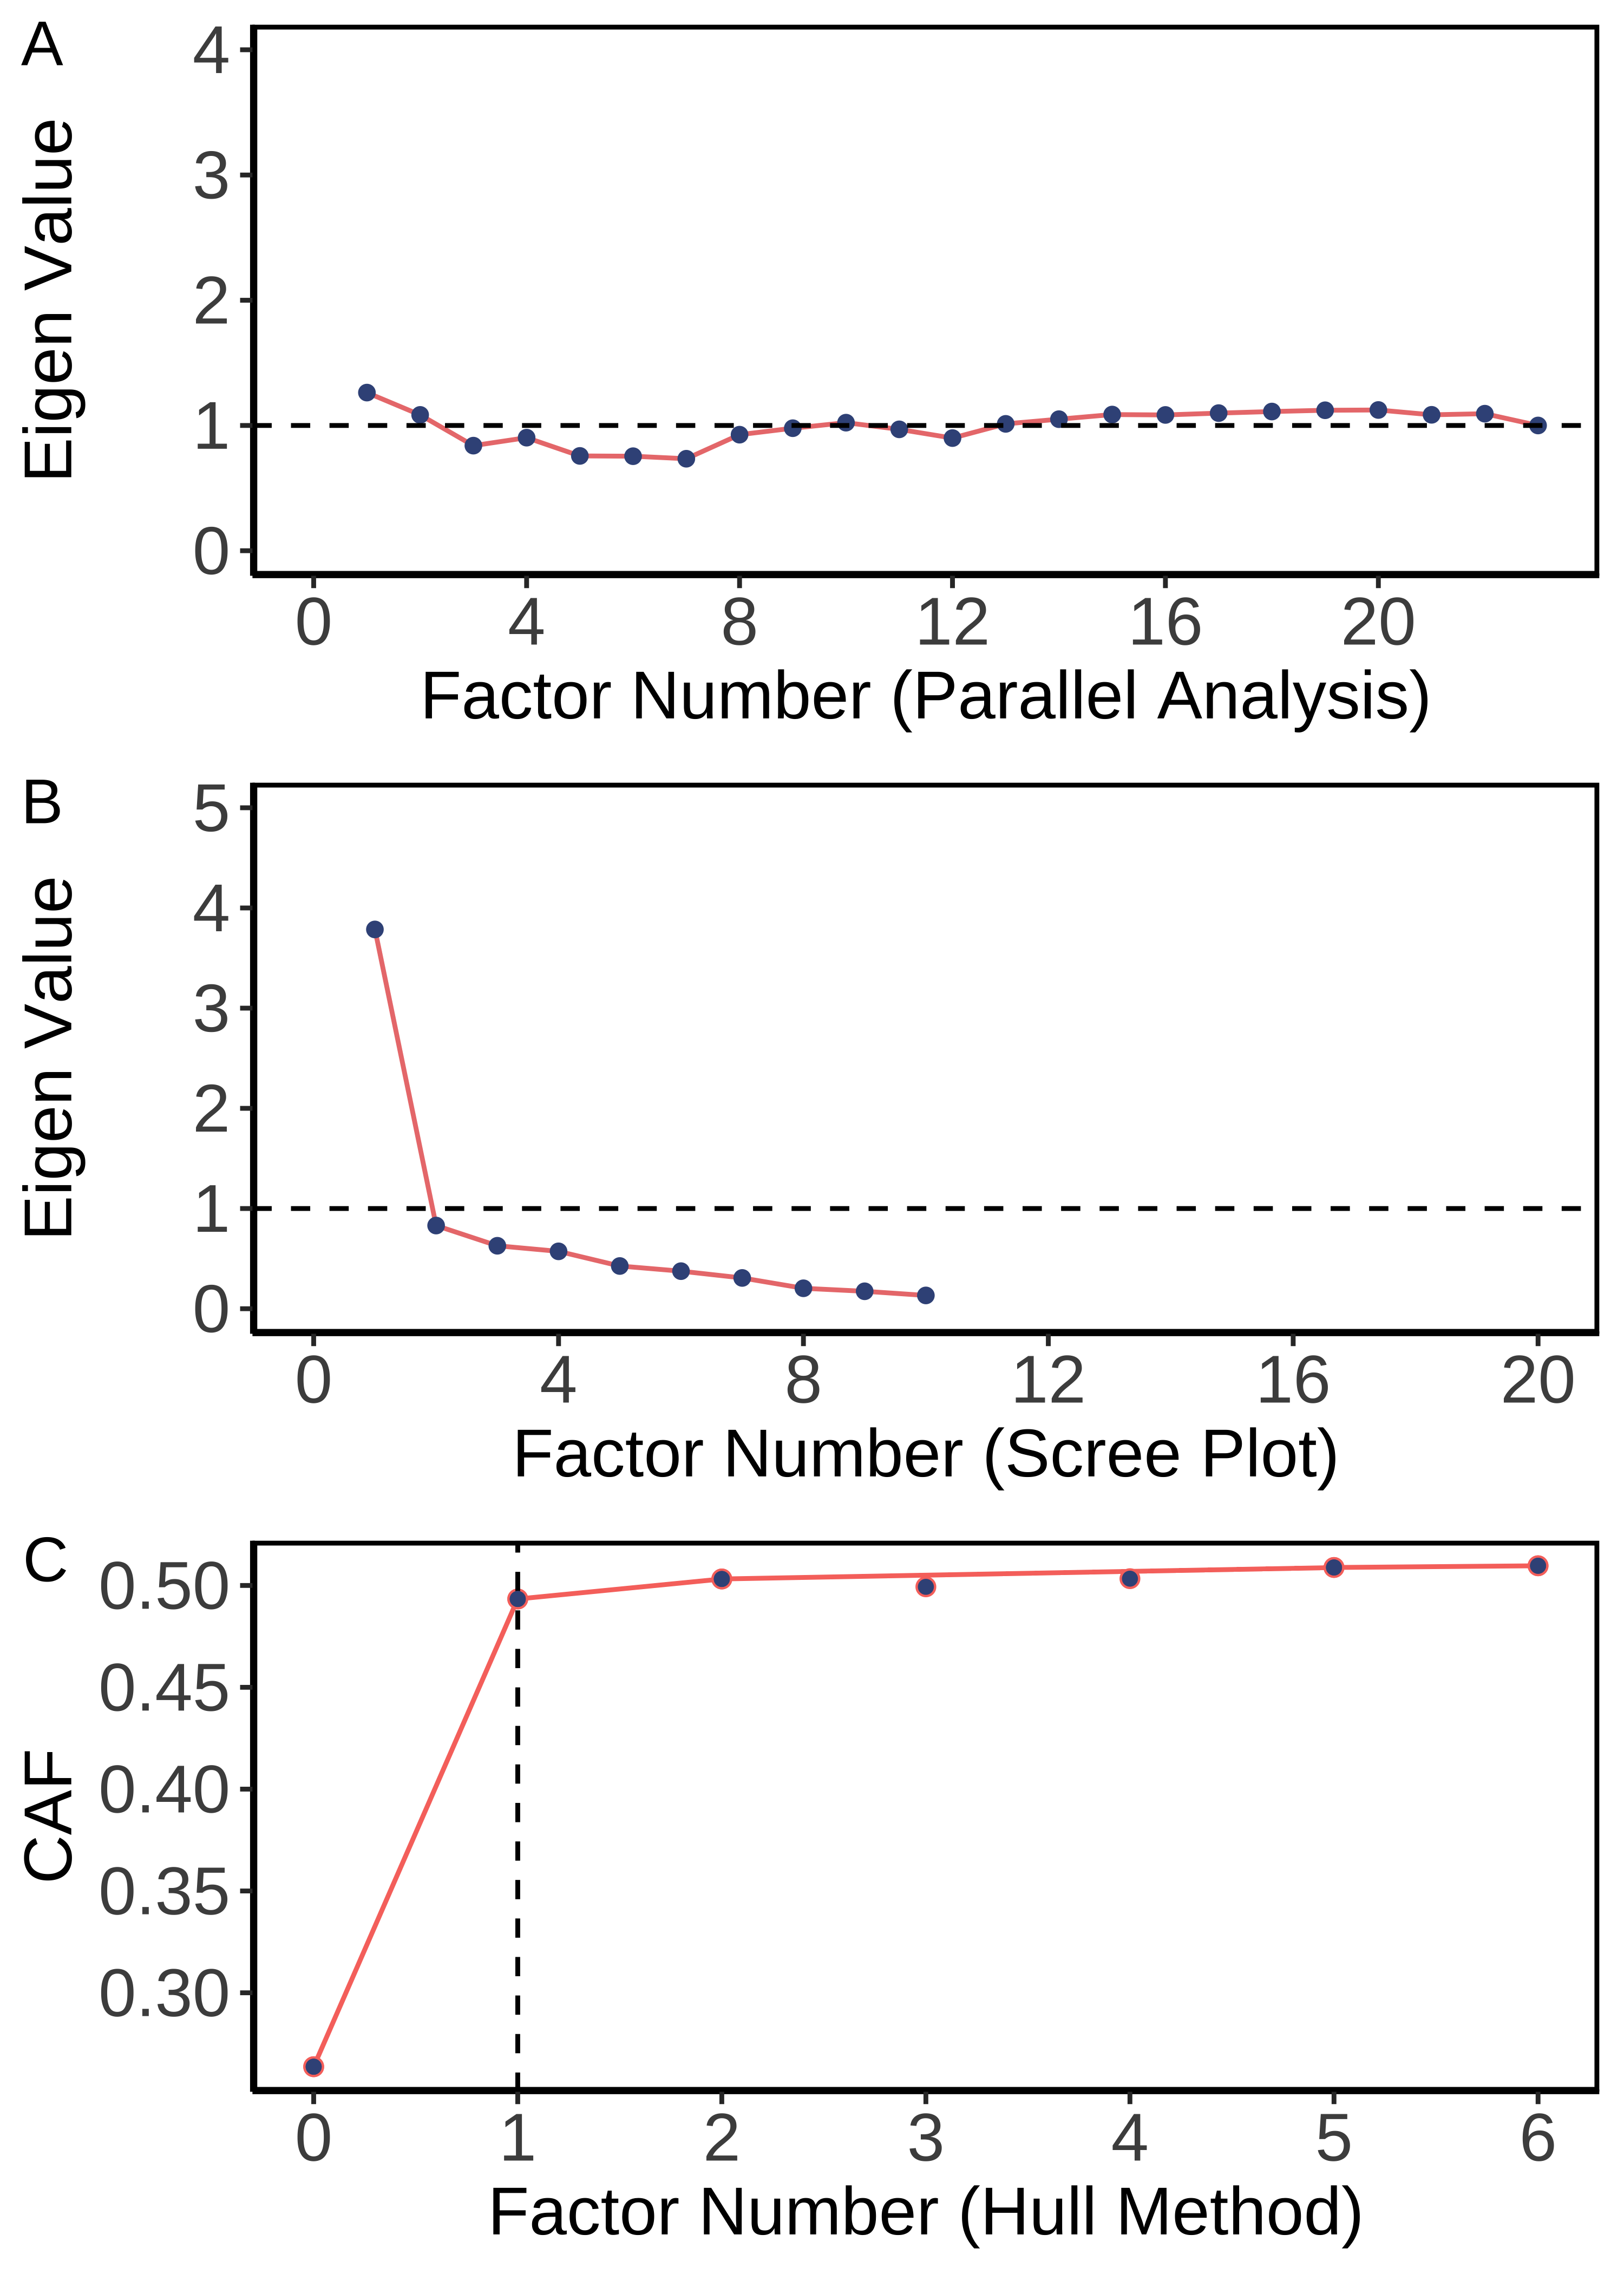 A
Eigen Value
4
3
2
1
0
0 4 8 12 16 20
Factor Number (Parallel Analysis)
B
Eigen Value
5
4
3
2
1
0
0 4 8 12 16 20
Factor Number (Scree Plot)
C
CAF
0.50
0.45
0.40
0.35
0.30
0 1 2 3 4 5 6
Factor Number (Hull Method)